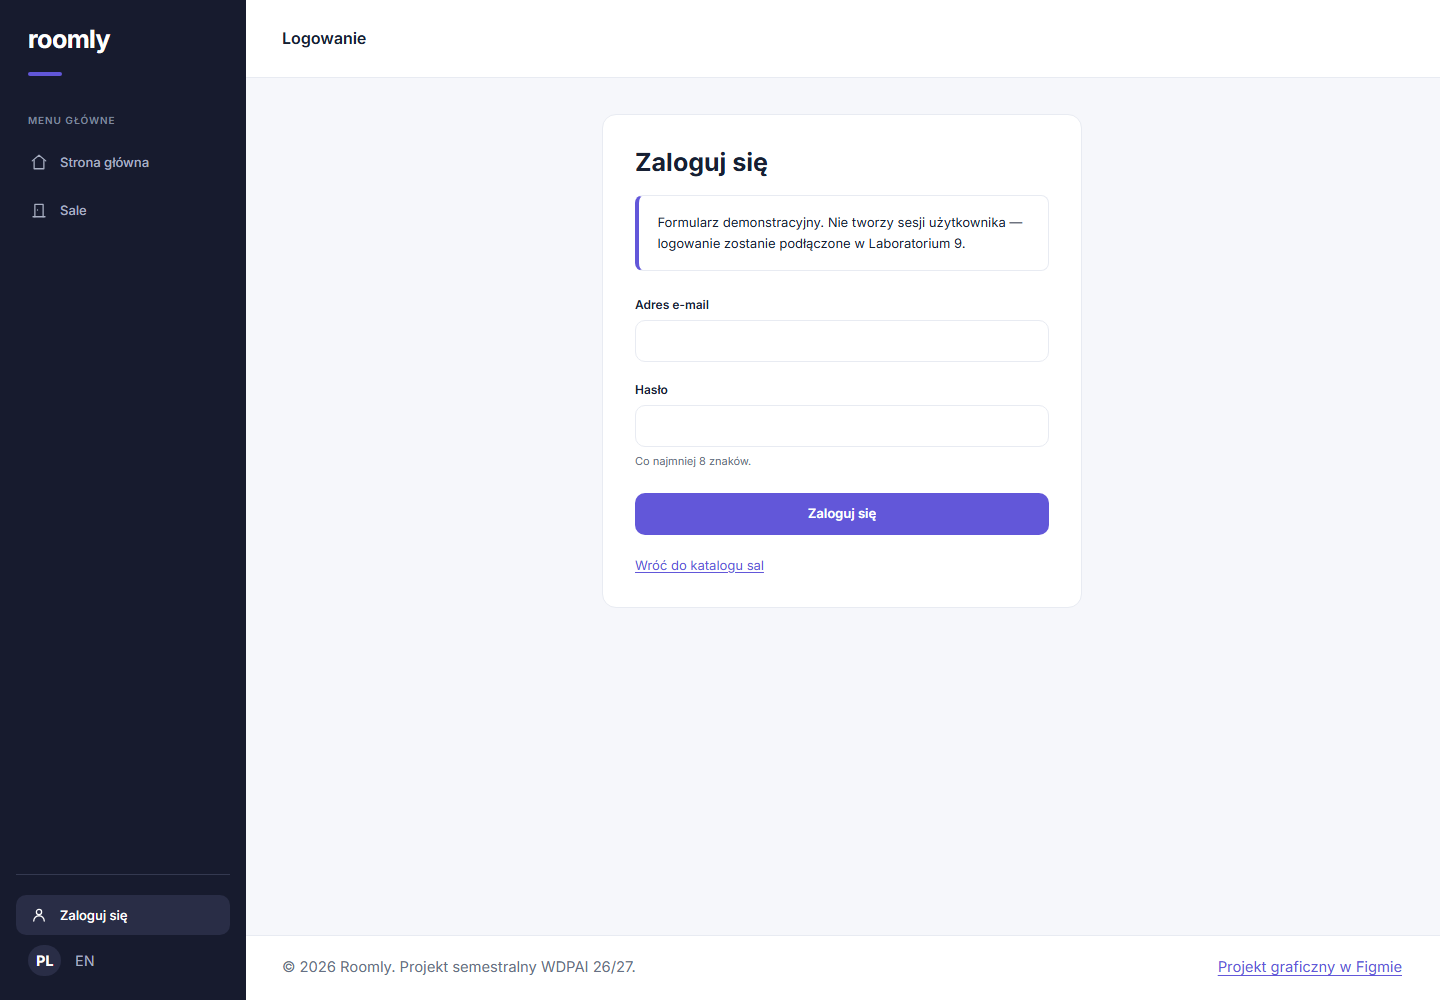 roomly
MENU GŁÓWNE
Strona główna
Sale
Zaloguj się
PL EN
Logowanie
Zaloguj się
Formularz demonstracyjny. Nie tworzy sesji użytkownika —
logowanie zostanie podłączone w Laboratorium 9.
Adres e-mail
Hasło
Co najmniej 8 znaków.
Zaloguj się
Wróć do katalogu sal
© 2026 Roomly. Projekt semestralny WDPAI 26/27.
Projekt graficzny w Figmie